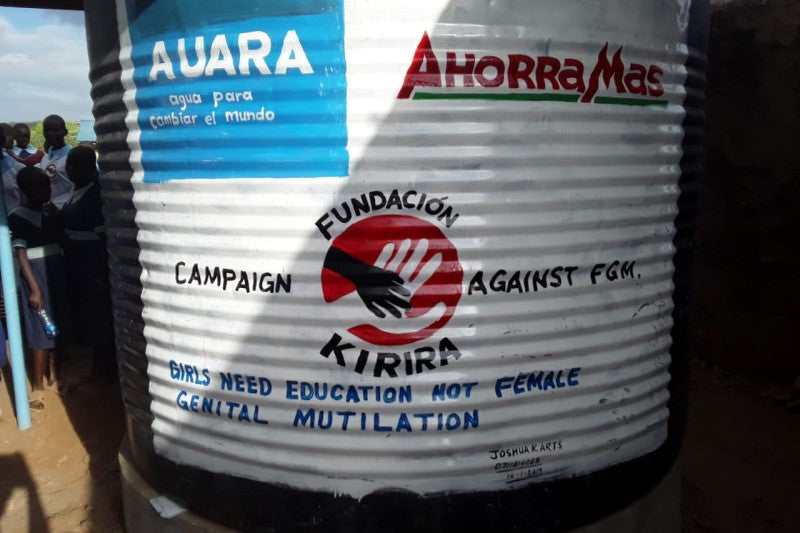 AUARA
agua para
cambiar el mundo
AHORRAMAS
FUNDACIÓN
CAMPAIGN
AGAINST FGM.
KIRIRA
GIRLS NEED EDUCATION NOT FEMALE
GENITAL MUTILATION
JOSHUA K. ARTS